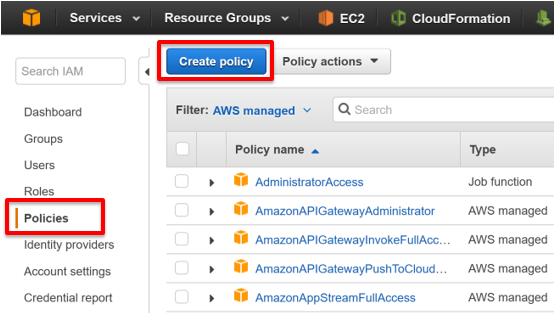 Services Resource Groups EC2 CloudFormation
Search IAM
Create policy Policy actions
Filter: AWS managed Search
Dashboard
Groups
Users
Roles
Policies
Identity providers
Account settings
Credential report
Policy name Type
AdministratorAccess Job function
AmazonAPIGatewayAdministrator AWS managed
AmazonAPIGatewayInvokeFullAcc... AWS managed
AmazonAPIGatewayPushToCloud... AWS managed
AmazonAppStreamFullAccess AWS managed